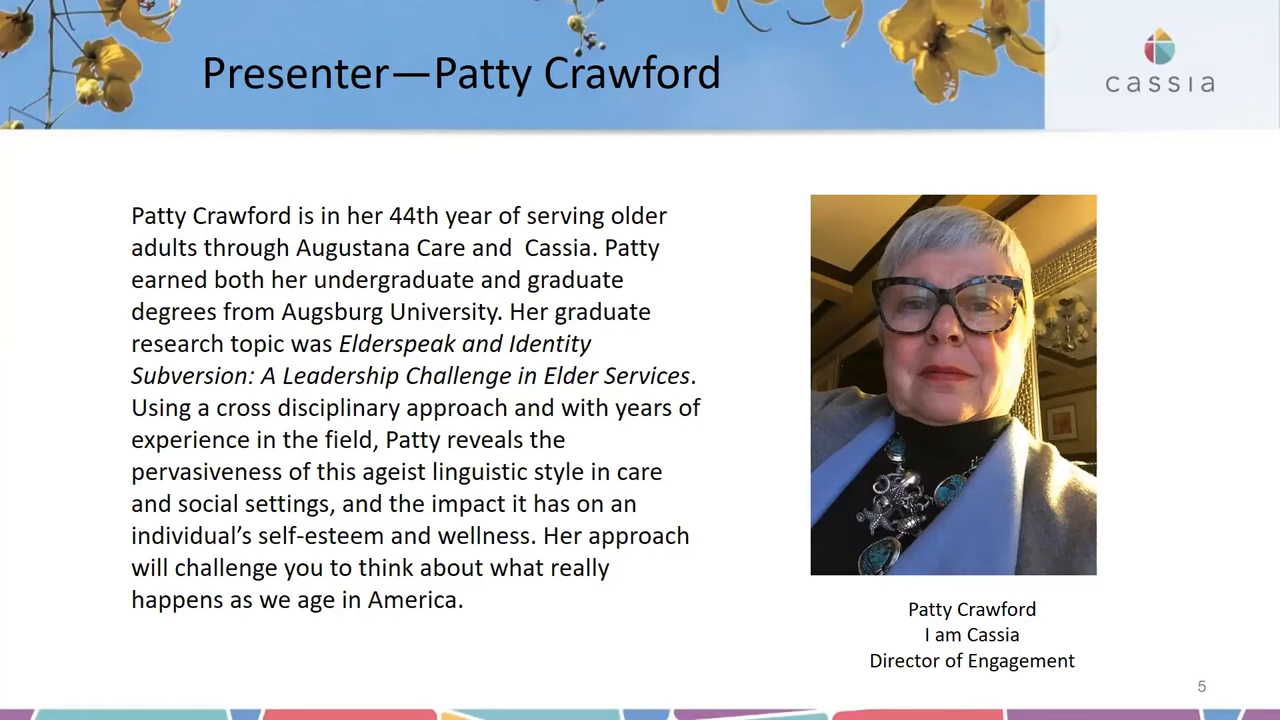 Presenter—Patty Crawford
cassia
Patty Crawford is in her 44th year of serving older
adults through Augustana Care and  Cassia. Patty
earned both her undergraduate and graduate
degrees from Augsburg University. Her graduate
research topic was Elderspeak and Identity
Subversion: A Leadership Challenge in Elder Services.
Using a cross disciplinary approach and with years of
experience in the field, Patty reveals the
pervasiveness of this ageist linguistic style in care
and social settings, and the impact it has on an
individual’s self-esteem and wellness. Her approach
will challenge you to think about what really
happens as we age in America.
Patty Crawford
I am Cassia
Director of Engagement
5